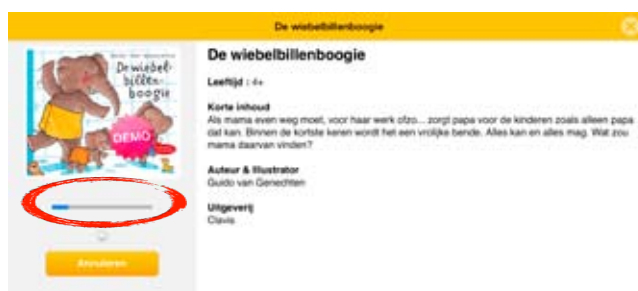 De wiebelbillenboogie
De wiebel-
billen-
boogie
DEMO
Annuleren
De wiebelbillenboogie
Leeftijd : 4+
Korte inhoud
Als mama even weg moet, voor haar werk ofzo... zorgt papa voor de kinderen zoals alleen papa
dat kan. Binnen de kortste keren wordt het een vrolijke bende. Alles kan en alles mag. Wat zou
mama daarvan vinden?
Auteur & Illustrator
Guido van Genechten
Uitgeverij
Clavis